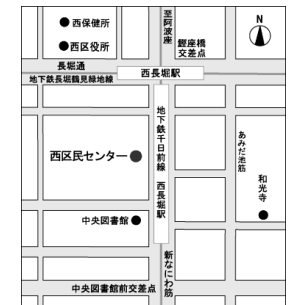 至阿波座
N
西保健所
西区役所
鰹座橋
交差点
長堀通
西長堀駅
地下鉄長堀鶴見緑地線
地下鉄千日前線 西長堀駅
あみだ池筋
西区民センター
和光寺
中央図書館
新なにわ筋
中央図書館前交差点